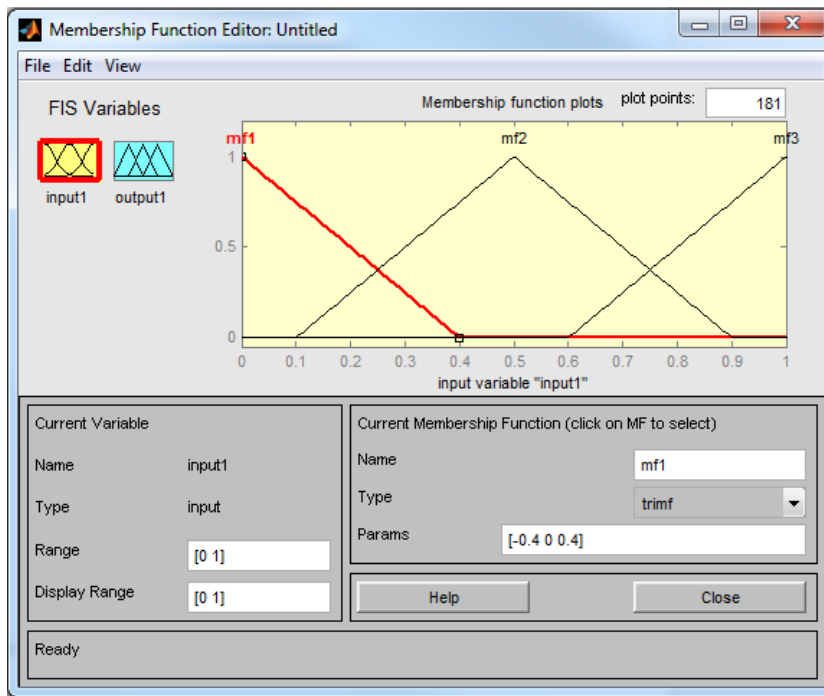 Membership Function Editor: Untitled
File Edit View
FIS Variables
Membership function plots plot points: 181
input1 output1
mf1 mf2 mf3
1
0.5
0
0 0.1 0.2 0.3 0.4 0.5 0.6 0.7 0.8 0.9 1
input variable "input1"
Current Variable
Name input1
Type input
Range [0 1]
Display Range [0 1]
Current Membership Function (click on MF to select)
Name mf1
Type trimf
Params [-0.4 0 0.4]
Help Close
Ready